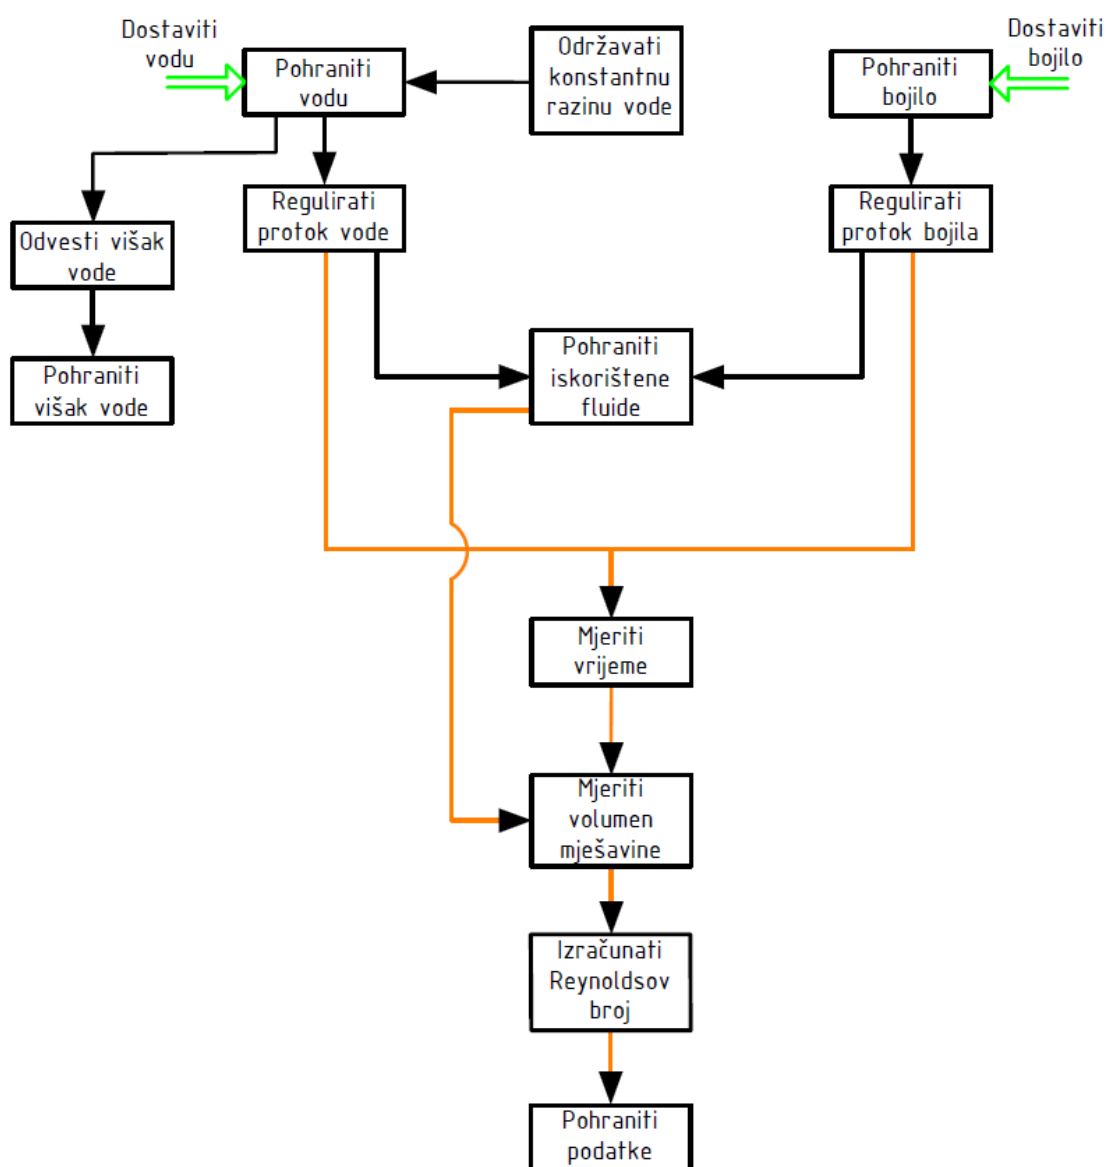 Dostaviti
vodu
Pohraniti
vodu
Održavati
konstantnu
razinu vode
Pohraniti
bojilo
Dostaviti
bojilo
Odvesti višak
vode
Regulirati
protok vode
Regulirati
protok bojila
Pohraniti
višak vode
Pohraniti
iskorištene
fluide
Mjeriti
vrijeme
Mjeriti
volumen
mješavine
Izračunati
Reynoldsov
broj
Pohraniti
podatke